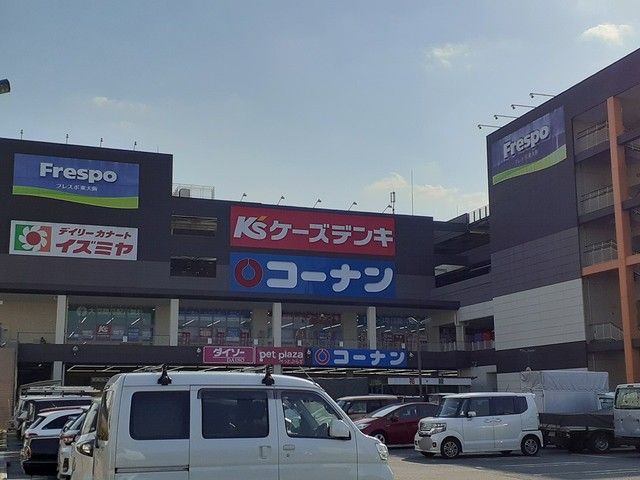 Frespo
フレスポ東大阪
デイリーカナート
イズミヤ
K's ケーズデンキ
コーナン
Frespo
K's
ダイソー
DAISO
pet plaza
コーナン